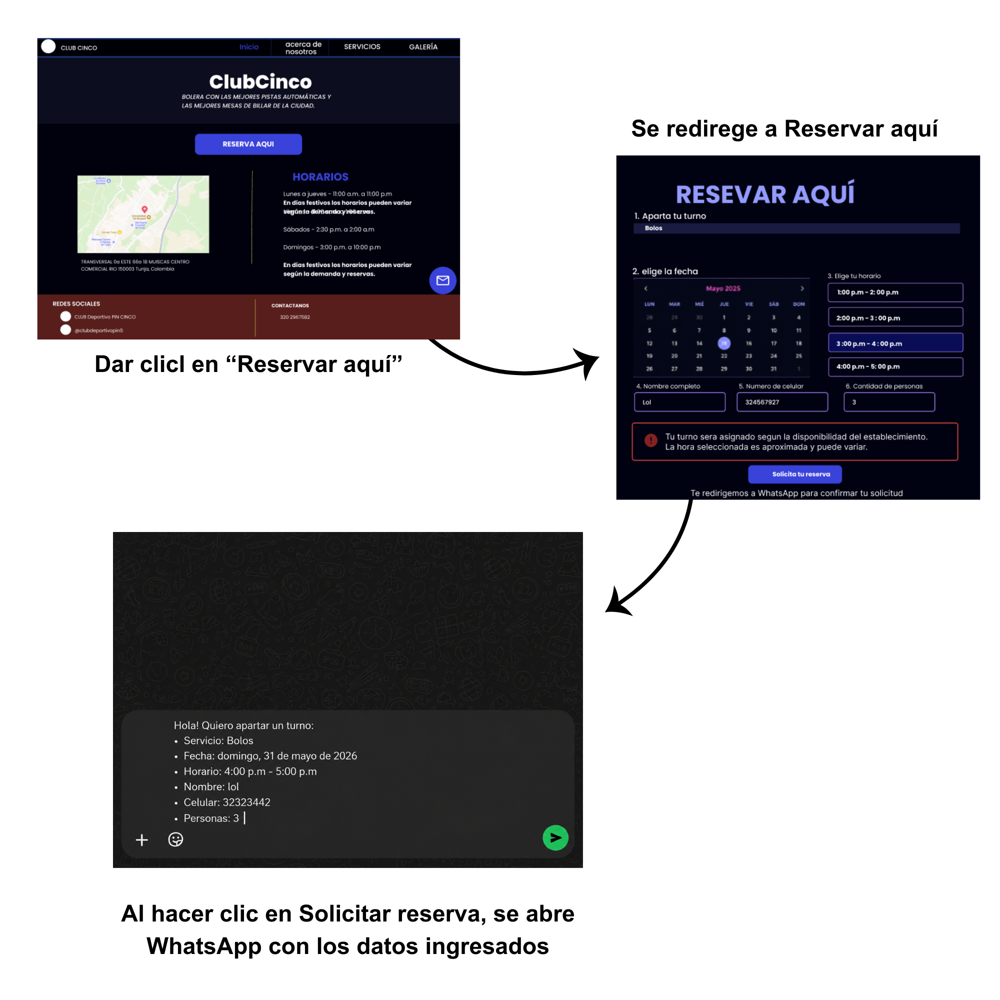 CLUB CINCO
Inicio
acerca de
nosotros
SERVICIOS
GALERÍA
ClubCinco
BOLERA CON LAS MEJORES PISTAS AUTOMÁTICAS Y
LAS MEJORES MESAS DE BILLAR DE LA CIUDAD.
RESERVA AQUI
Universidad
De Boyacá
TRANSVERSAL 0a ESTE 66a 18 MUISCAS CENTRO
COMERCIAL RIO 150003 Tunja, Colombia
HORARIOS
Lunes a jueves - 11:00 a.m. a 11:00 p.m
En días festivos los horarios pueden variar
según la demanda y reservas.
Sábados - 2:30 p.m. a 2:00 a.m
Domingos - 3:00 p.m. a 10:00 p.m
En días festivos los horarios pueden variar
según la demanda y reservas.
REDES SOCIALES
CLUB Deportivo PIN CINCO
@clubdeportivopin5
CONTACTANOS
320 2967582
Dar clicl en “Reservar aquí”
Se redirege a Reservar aquí
RESEVAR AQUÍ
1. Aparta tu turno
Bolos
2. elige la fecha
< Mayo 2025 >
LUN MAR MIÉ JUE VIE SÁB DOM
28 29 30 1 2 3 4
5 6 7 8 9 10 11
12 13 14 15 16 17 18
19 20 21 22 23 24 25
26 27 28 29 30 31 1
3. Elige tu horario
1:00 p.m - 2: 00 p.m
2:00 p.m - 3 : 00 p.m
3 :00 p.m - 4 : 00 p.m
4:00 p.m - 5: 00 p.m
4. Nombre completo
Lol
5. Numero de celular
324567927
6. Cantidad de personas
3
Tu turno sera asignado segun la disponibilidad del establecimiento.
La hora seleccionada es aproximada y puede variar.
Solicita tu reserva
Te redirigemos a WhatsApp para confirmar tu solicitud
Hola! Quiero apartar un turno:
• Servicio: Bolos
• Fecha: domingo, 31 de mayo de 2026
• Horario: 4:00 p.m - 5:00 p.m
• Nombre: lol
• Celular: 32323442
• Personas: 3
Al hacer clic en Solicitar reserva, se abre
WhatsApp con los datos ingresados